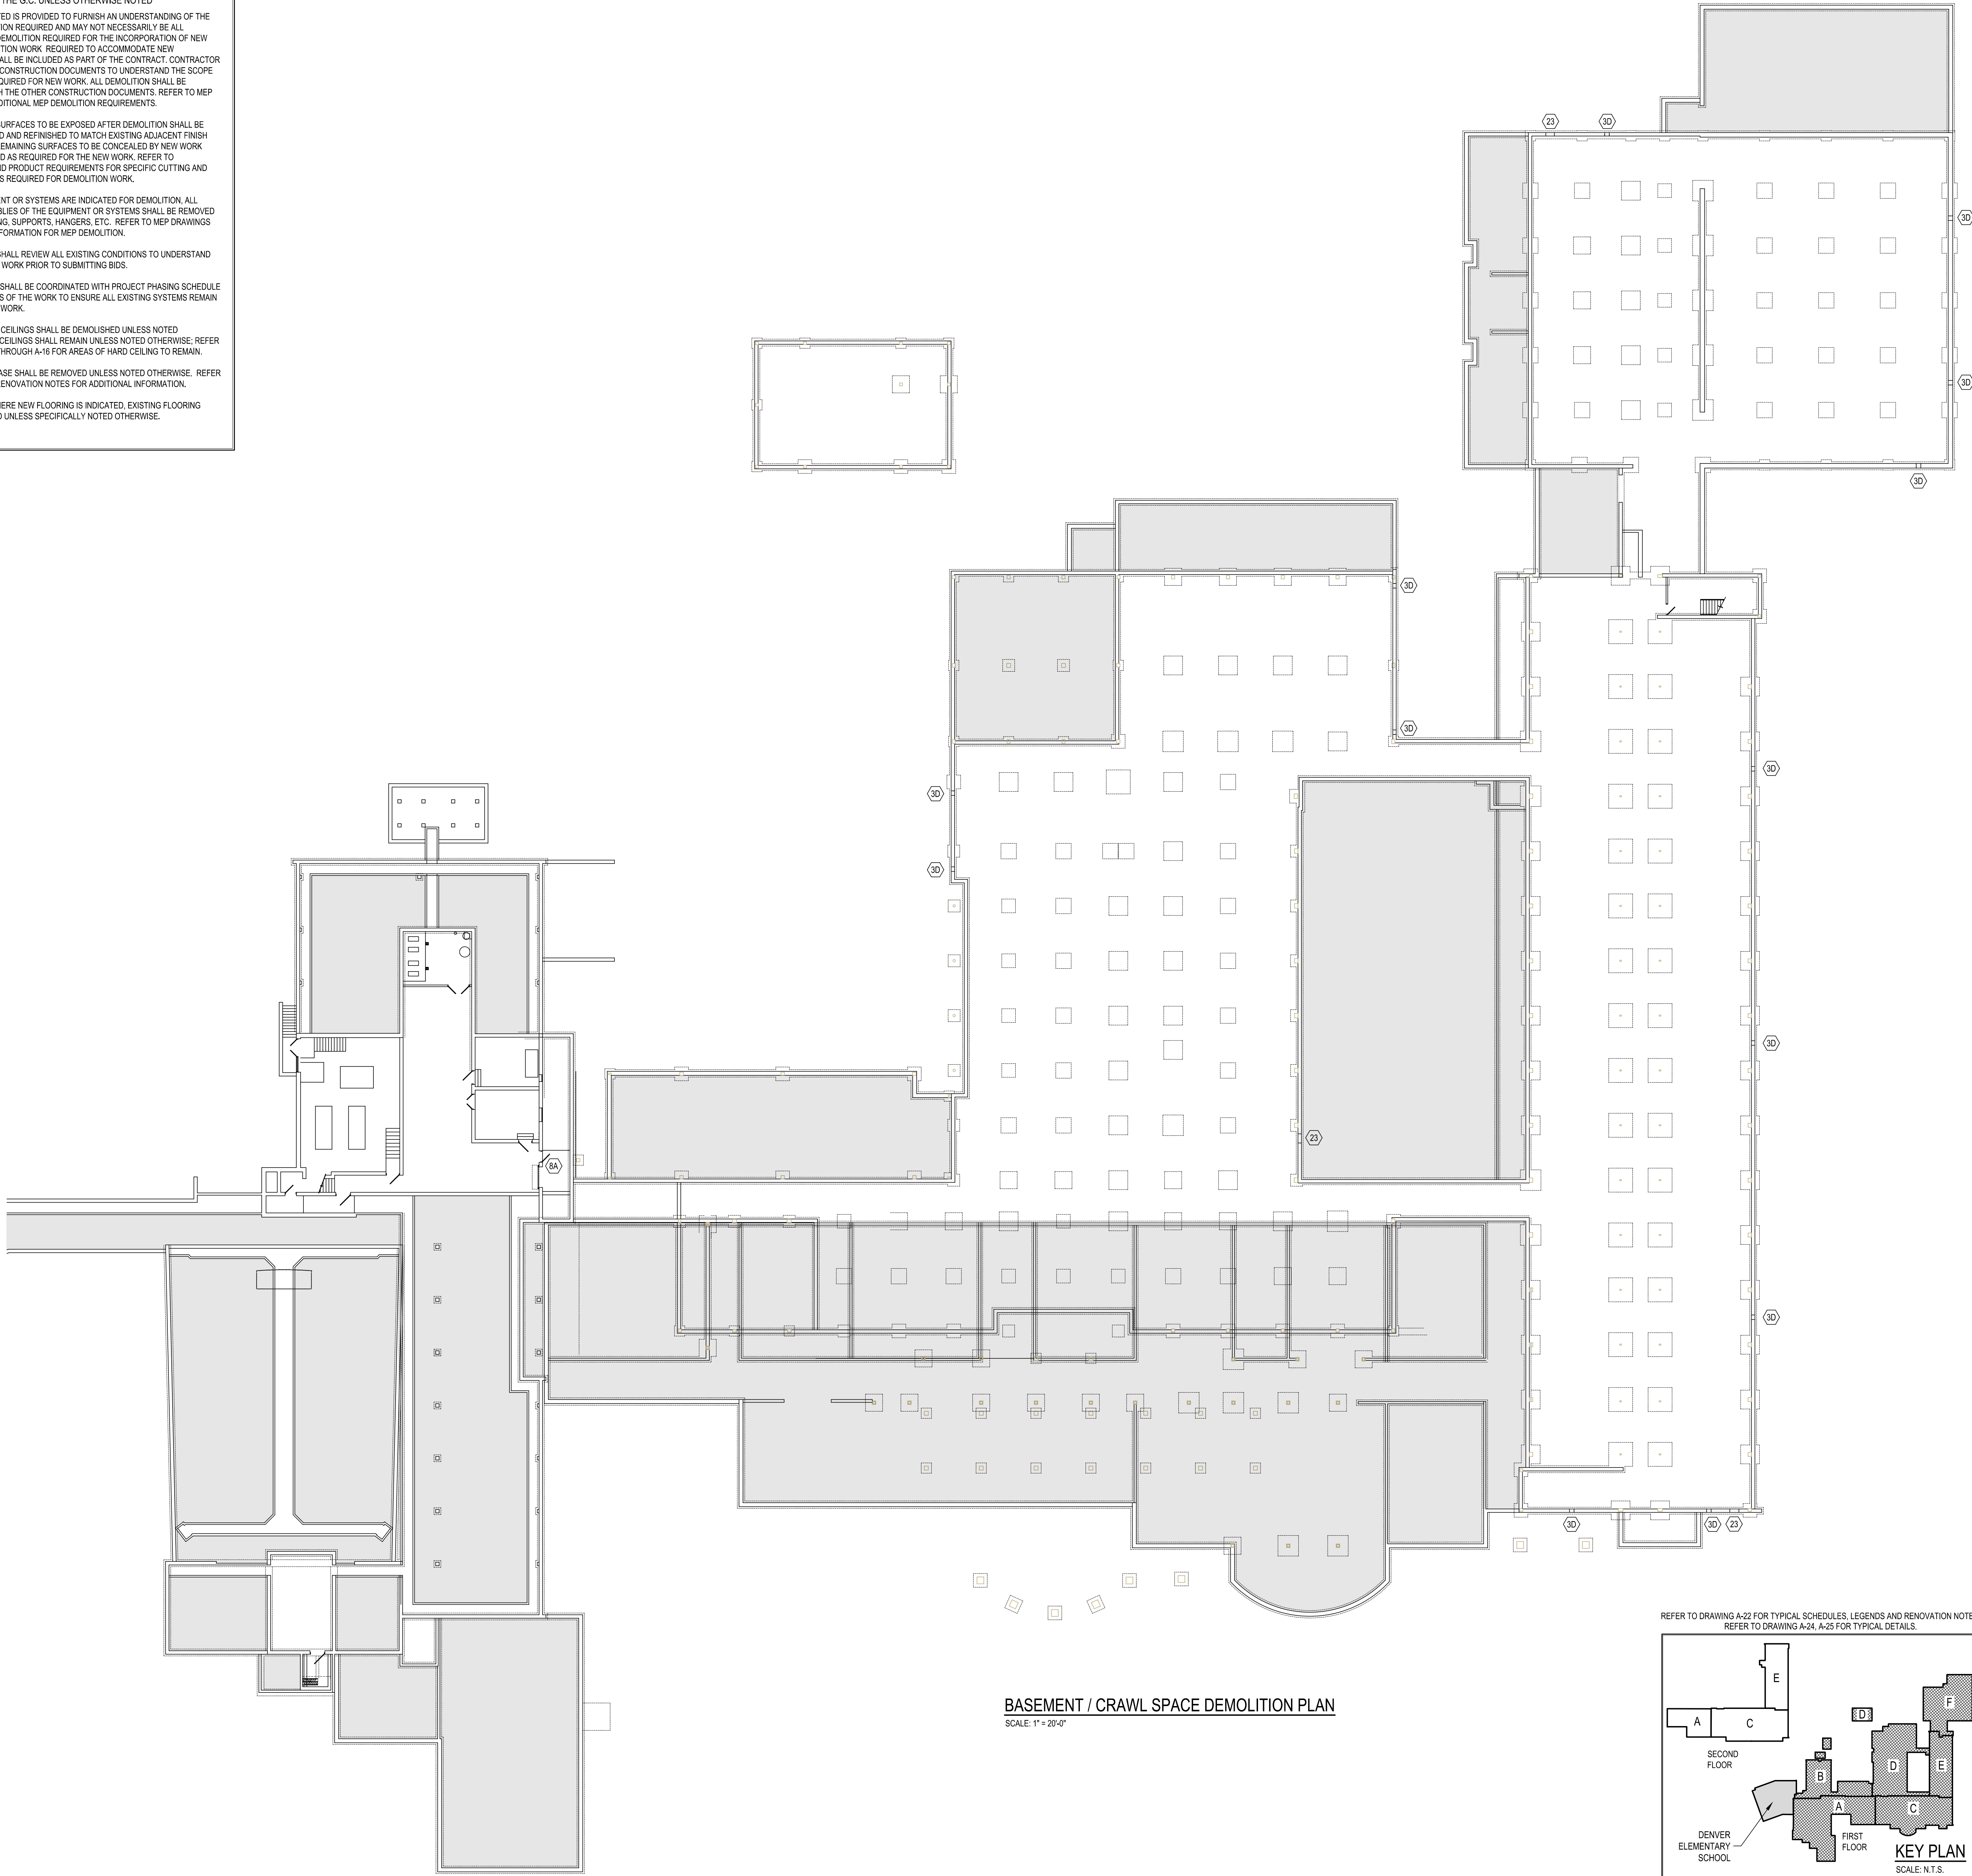 THE G.C. UNLESS OTHERWISE NOTED
TED IS PROVIDED TO FURNISH AN UNDERSTANDING OF THE
TION REQUIRED AND MAY NOT NECESSARILY BE ALL
DEMOLITION REQUIRED FOR THE INCORPORATION OF NEW
TION WORK REQUIRED TO ACCOMMODATE NEW
ALL BE INCLUDED AS PART OF THE CONTRACT. CONTRACTOR
CONSTRUCTION DOCUMENTS TO UNDERSTAND THE SCOPE
QUIRED FOR NEW WORK. ALL DEMOLITION SHALL BE
H THE OTHER CONSTRUCTION DOCUMENTS. REFER TO MEP
DITIONAL MEP DEMOLITION REQUIREMENTS.
SURFACES TO BE EXPOSED AFTER DEMOLITION SHALL BE
D AND REFINISHED TO MATCH EXISTING ADJACENT FINISH
REMAINING SURFACES TO BE CONCEALED BY NEW WORK
D AS REQUIRED FOR THE NEW WORK. REFER TO
ND PRODUCT REQUIREMENTS FOR SPECIFIC CUTTING AND
S REQUIRED FOR DEMOLITION WORK.
NT OR SYSTEMS ARE INDICATED FOR DEMOLITION, ALL
BLIES OF THE EQUIPMENT OR SYSTEMS SHALL BE REMOVED
NG, SUPPORTS, HANGERS, ETC. REFER TO MEP DRAWINGS
FORMATION FOR MEP DEMOLITION.
SHALL REVIEW ALL EXISTING CONDITIONS TO UNDERSTAND
WORK PRIOR TO SUBMITTING BIDS.
SHALL BE COORDINATED WITH PROJECT PHASING SCHEDULE
S OF THE WORK TO ENSURE ALL EXISTING SYSTEMS REMAIN
WORK.
CEILINGS SHALL BE DEMOLISHED UNLESS NOTED
CEILINGS SHALL REMAIN UNLESS NOTED OTHERWISE; REFER
THROUGH A-16 FOR AREAS OF HARD CEILING TO REMAIN.
ASE SHALL BE REMOVED UNLESS NOTED OTHERWISE. REFER
RENOVATION NOTES FOR ADDITIONAL INFORMATION.
HERE NEW FLOORING IS INDICATED, EXISTING FLOORING
D UNLESS SPECIFICALLY NOTED OTHERWISE.
23
3D
3D
3D
3D
3D
3D
3D
3D
3D
3D
23
8A
3D
3D
3D
23
BASEMENT / CRAWL SPACE DEMOLITION PLAN
SCALE: 1" = 20'-0"
REFER TO DRAWING A-22 FOR TYPICAL SCHEDULES, LEGENDS AND RENOVATION NOTE
REFER TO DRAWING A-24, A-25 FOR TYPICAL DETAILS.
E
A
C
SECOND
FLOOR
F
D
D
E
B
A
C
FIRST
FLOOR
DENVER
ELEMENTARY
SCHOOL
KEY PLAN
SCALE: N.T.S.